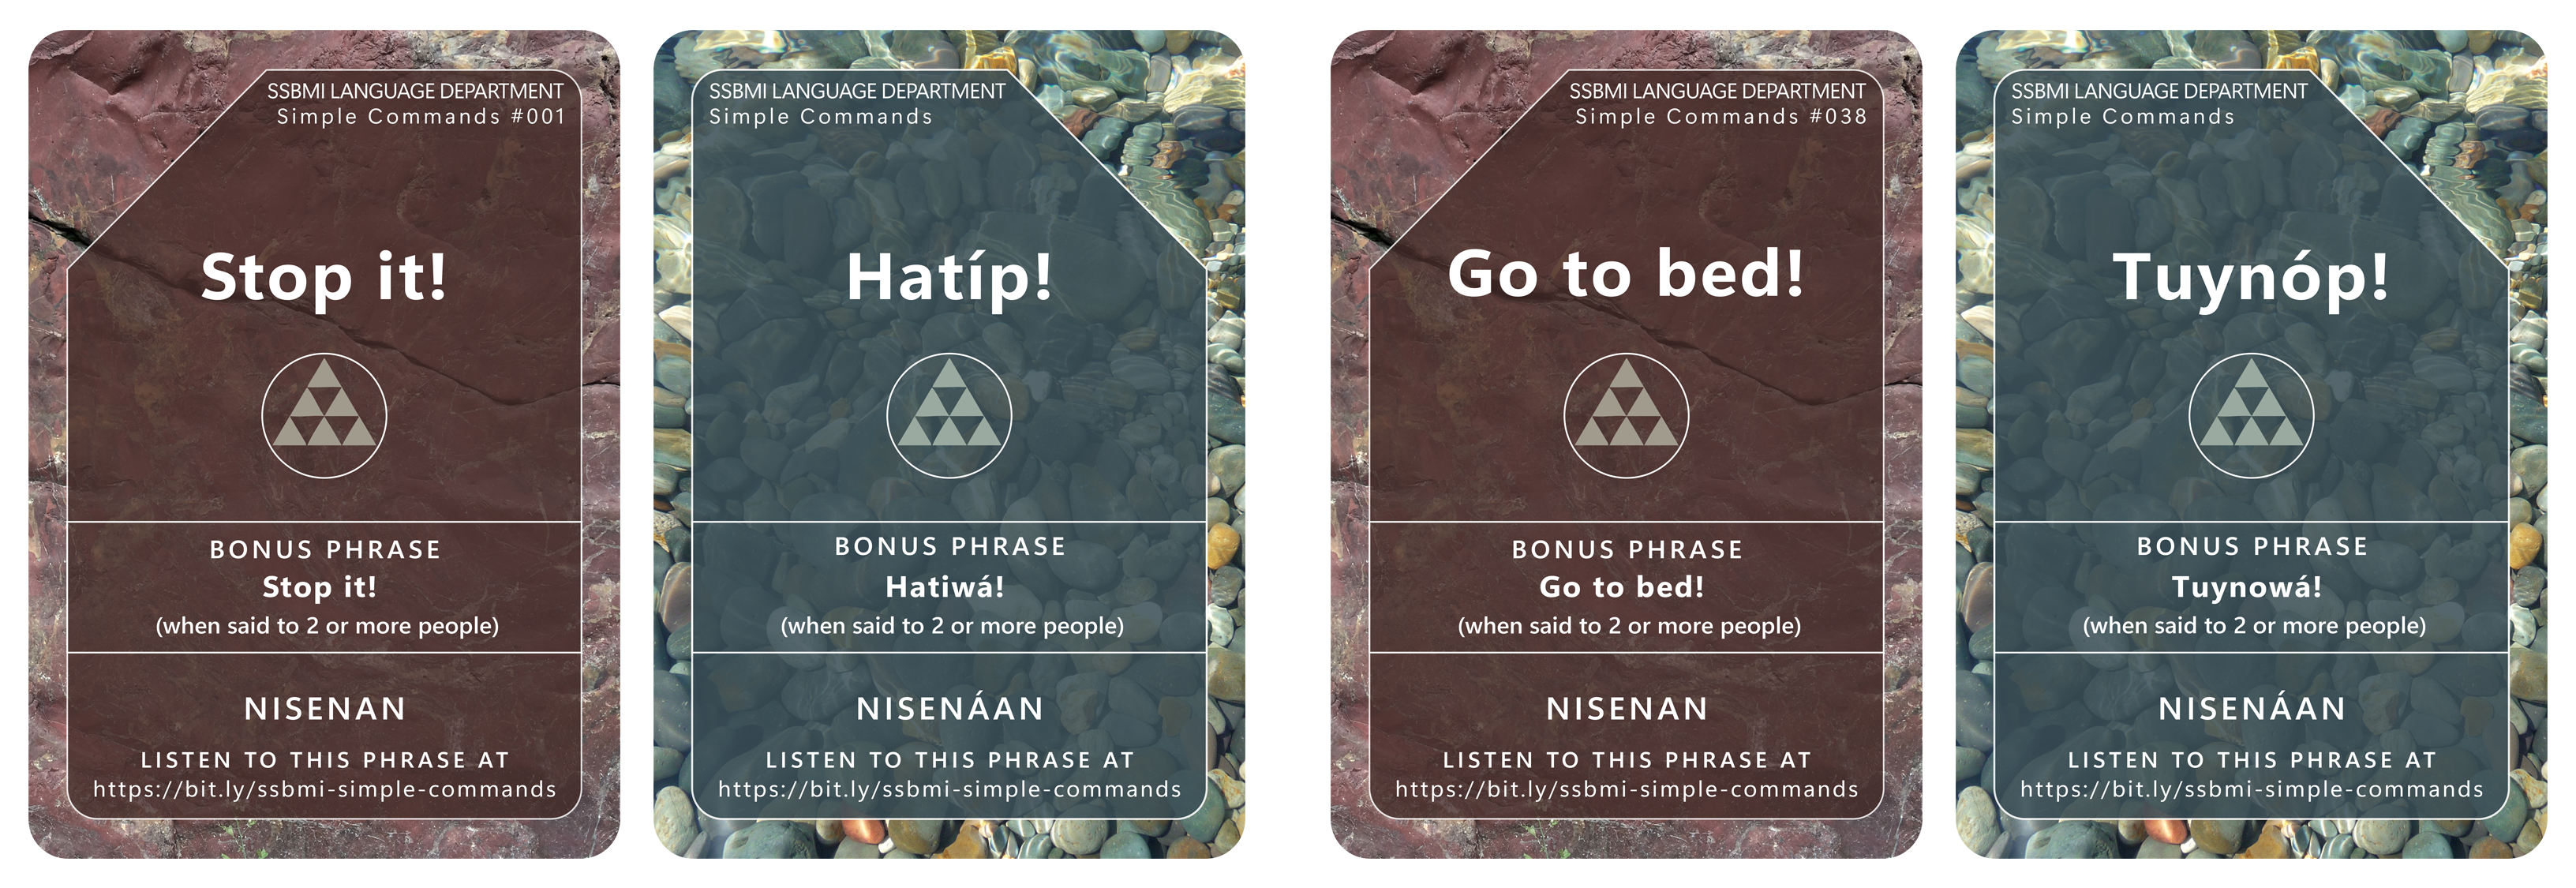 SSBMI LANGUAGE DEPARTMENT
Simple Commands #001
Stop it!
BONUS PHRASE
Stop it!
(when said to 2 or more people)
NISENAN
LISTEN TO THIS PHRASE AT
https://bit.ly/ssbmi-simple-commands
SSBMI LANGUAGE DEPARTMENT
Simple Commands
Hatíp!
BONUS PHRASE
Hatiwá!
(when said to 2 or more people)
NISENÁAN
LISTEN TO THIS PHRASE AT
https://bit.ly/ssbmi-simple-commands
SSBMI LANGUAGE DEPARTMENT
Simple Commands #038
Go to bed!
BONUS PHRASE
Go to bed!
(when said to 2 or more people)
NISENAN
LISTEN TO THIS PHRASE AT
https://bit.ly/ssbmi-simple-commands
SSBMI LANGUAGE DEPARTMENT
Simple Commands
Tuynóp!
BONUS PHRASE
Tuynowá!
(when said to 2 or more people)
NISENÁAN
LISTEN TO THIS PHRASE AT
https://bit.ly/ssbmi-simple-commands